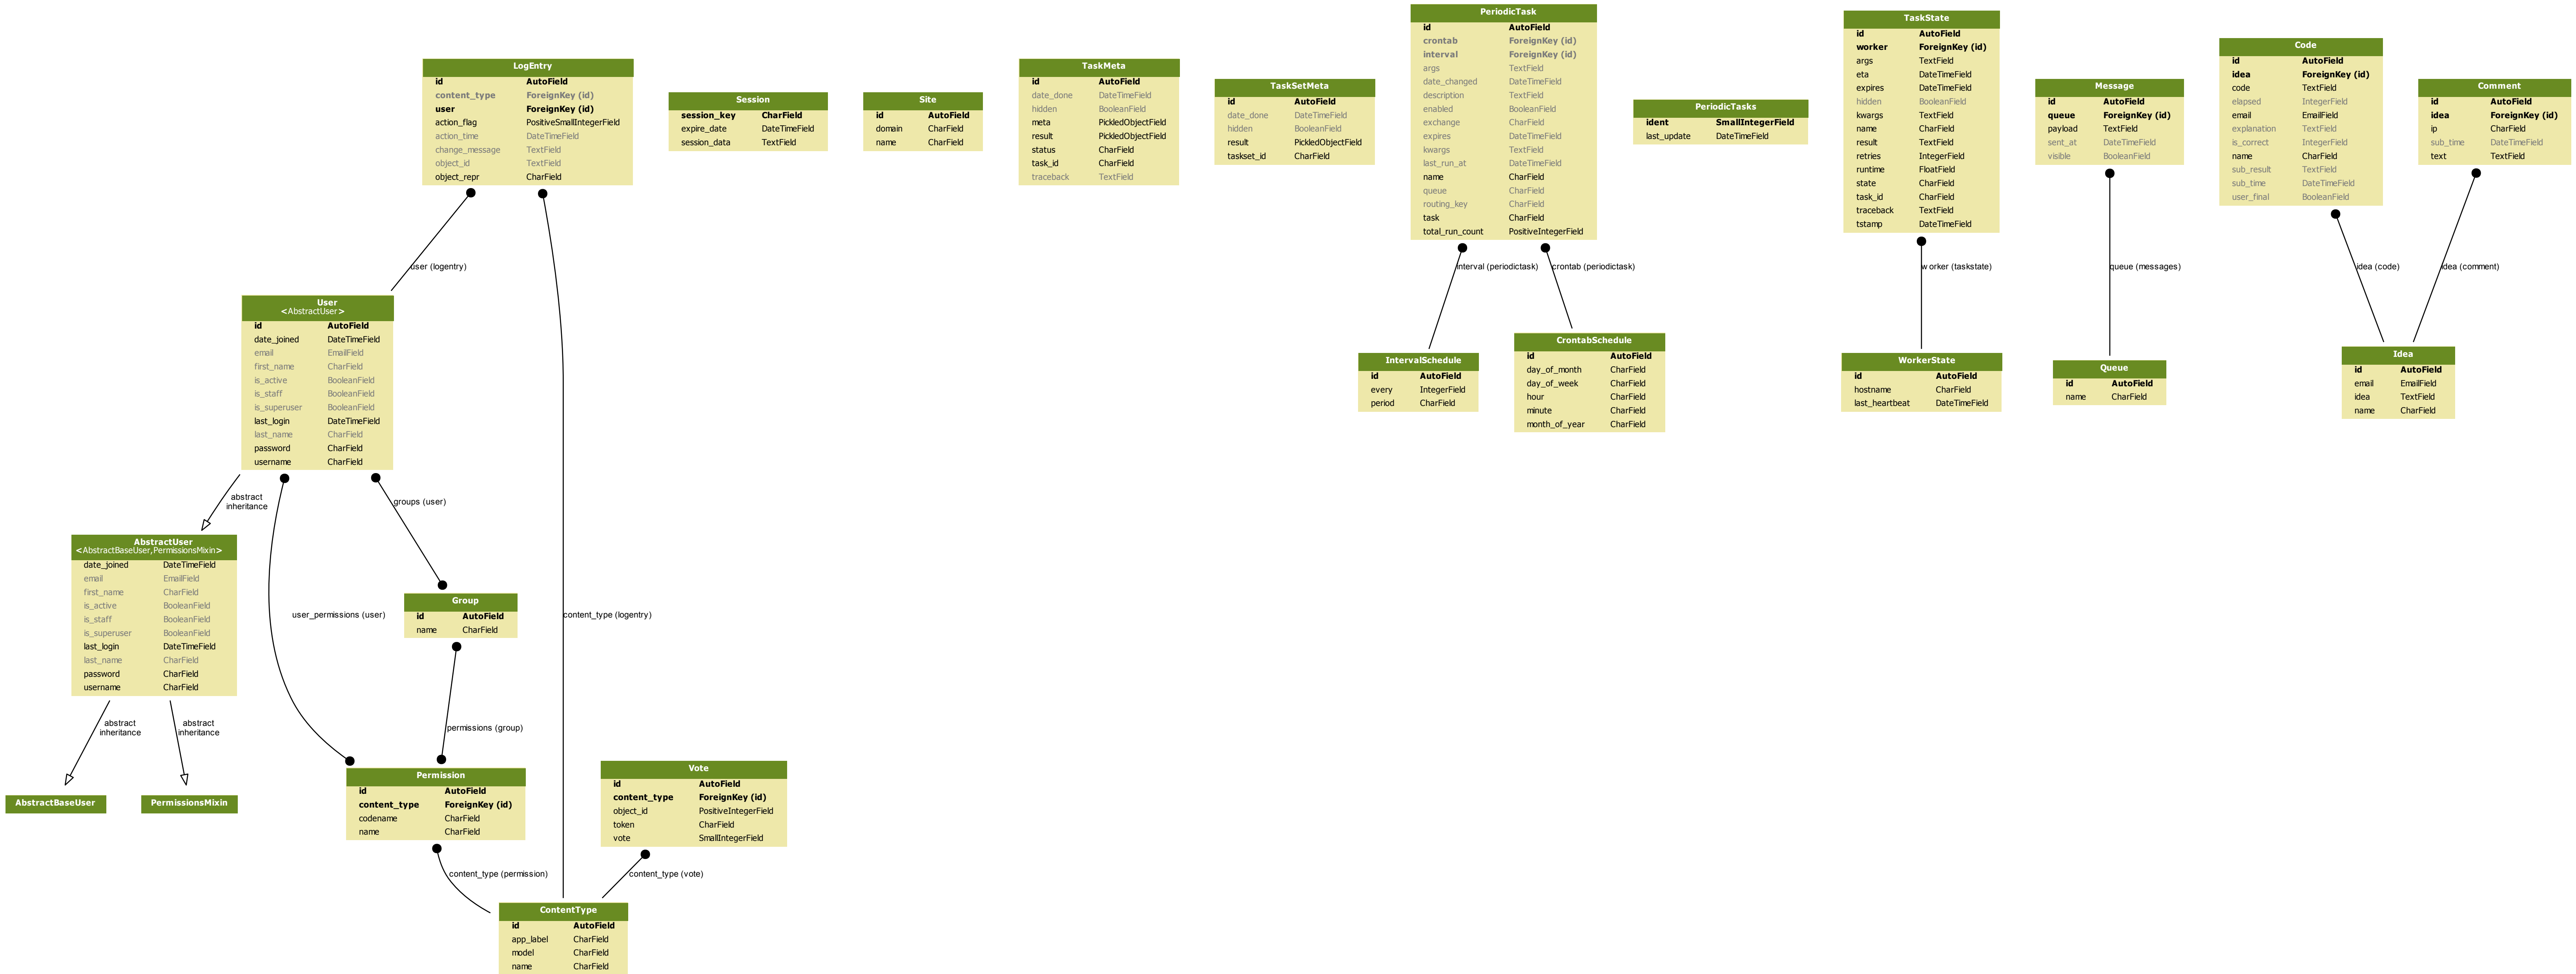 LogEntry
id AutoField
content_type ForeignKey (id)
user ForeignKey (id)
action_flag PositiveSmallIntegerField
action_time DateTimeField
change_message TextField
object_id TextField
object_repr CharField
Session
session_key CharField
expire_date DateTimeField
session_data TextField
Site
id AutoField
domain CharField
name CharField
TaskMeta
id AutoField
date_done DateTimeField
hidden BooleanField
meta PickledObjectField
result PickledObjectField
status CharField
task_id CharField
traceback TextField
TaskSetMeta
id AutoField
date_done DateTimeField
hidden BooleanField
result PickledObjectField
taskset_id CharField
PeriodicTask
id AutoField
crontab ForeignKey (id)
interval ForeignKey (id)
args TextField
date_changed DateTimeField
description TextField
enabled BooleanField
exchange CharField
expires DateTimeField
kwargs TextField
last_run_at DateTimeField
name CharField
queue CharField
routing_key CharField
task CharField
total_run_count PositiveIntegerField
PeriodicTasks
ident SmallIntegerField
last_update DateTimeField
TaskState
id AutoField
worker ForeignKey (id)
args TextField
eta DateTimeField
expires DateTimeField
hidden BooleanField
kwargs TextField
name CharField
result TextField
retries IntegerField
runtime FloatField
state CharField
task_id CharField
traceback TextField
tstamp DateTimeField
Message
id AutoField
queue ForeignKey (id)
payload TextField
sent_at DateTimeField
visible BooleanField
Code
id AutoField
idea ForeignKey (id)
code TextField
elapsed IntegerField
email EmailField
explanation TextField
is_correct IntegerField
name CharField
sub_result TextField
sub_time DateTimeField
user_final BooleanField
Comment
id AutoField
idea ForeignKey (id)
ip CharField
sub_time DateTimeField
text TextField
user (logentry)
interval (periodictask)
crontab (periodictask)
worker (taskstate)
queue (messages)
idea (code)
idea (comment)
User
<AbstractUser>
id AutoField
date_joined DateTimeField
email EmailField
first_name CharField
is_active BooleanField
is_staff BooleanField
is_superuser BooleanField
last_login DateTimeField
last_name CharField
password CharField
username CharField
IntervalSchedule
id AutoField
every IntegerField
period CharField
CrontabSchedule
id AutoField
day_of_month CharField
day_of_week CharField
hour CharField
minute CharField
month_of_year CharField
WorkerState
id AutoField
hostname CharField
last_heartbeat DateTimeField
Queue
id AutoField
name CharField
Idea
id AutoField
email EmailField
idea TextField
name CharField
abstract
inheritance
groups (user)
AbstractUser
<AbstractBaseUser,PermissionsMixin>
date_joined DateTimeField
email EmailField
first_name CharField
is_active BooleanField
is_staff BooleanField
is_superuser BooleanField
last_login DateTimeField
last_name CharField
password CharField
username CharField
user_permissions (user)
Group
id AutoField
name CharField
content_type (logentry)
abstract
inheritance
abstract
inheritance
permissions (group)
AbstractBaseUser
PermissionsMixin
Permission
id AutoField
content_type ForeignKey (id)
codename CharField
name CharField
Vote
id AutoField
content_type ForeignKey (id)
object_id PositiveIntegerField
token CharField
vote SmallIntegerField
content_type (permission)
content_type (vote)
ContentType
id AutoField
app_label CharField
model CharField
name CharField